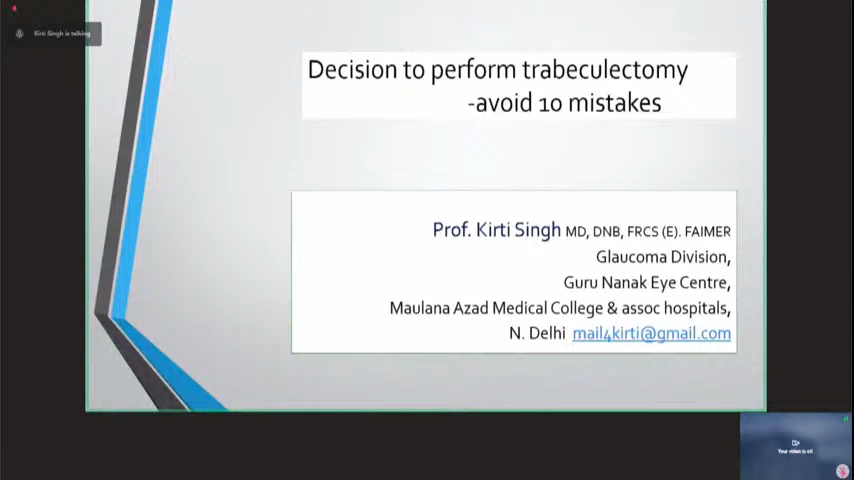 Kirti Singh is talking
Decision to perform trabeculectomy
-avoid 10 mistakes
Prof. Kirti Singh MD, DNB, FRCS (E). FAIMER
Glaucoma Division,
Guru Nanak Eye Centre,
Maulana Azad Medical College & assoc hospitals,
N. Delhi mail4kirti@gmail.com
Your video is off